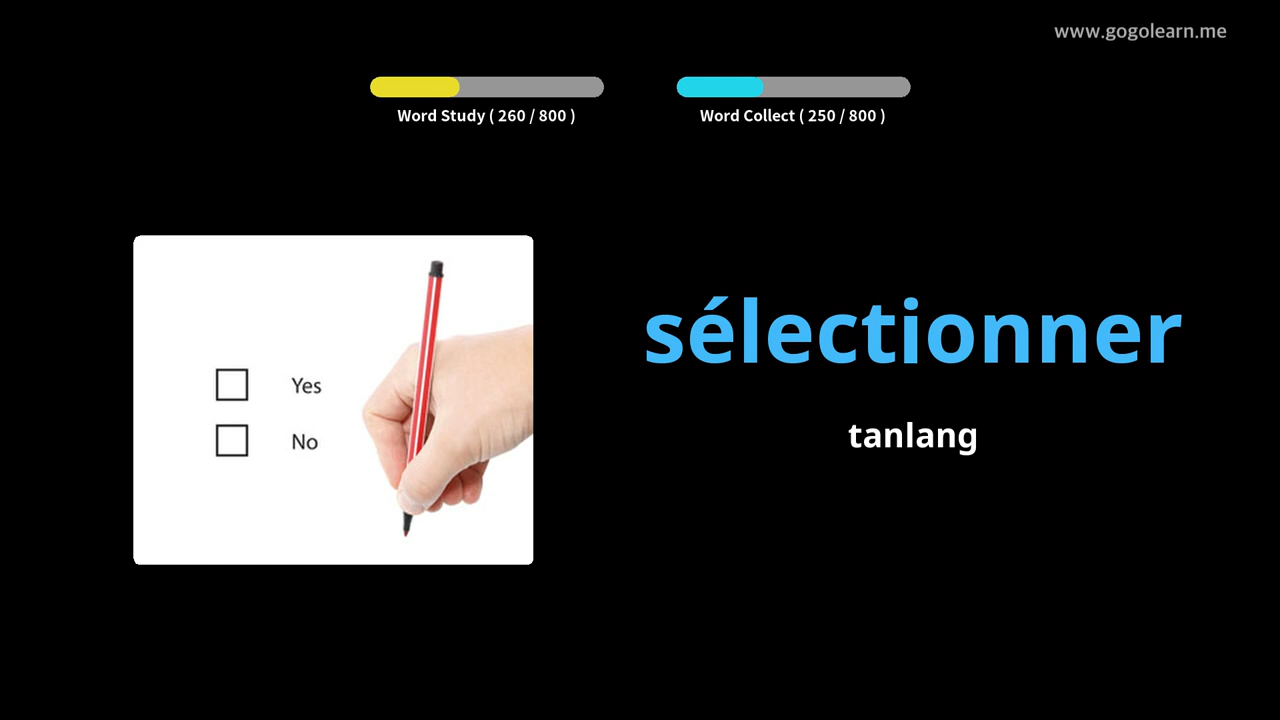 www.gogolearn.me
Word Study ( 260 / 800 )
Word Collect ( 250 / 800 )
Yes
No
sélectionner
tanlang